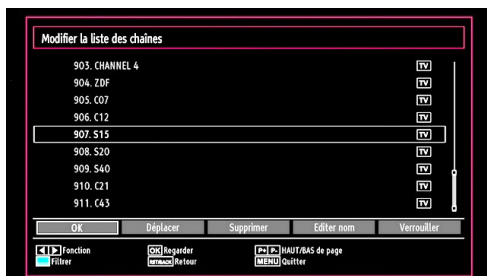 Modifier la liste des chaînes
903. CHANNEL 4 TV
904. ZDF TV
905. C07 TV
906. C12 TV
907. S15 TV
908. S20 TV
909. S40 TV
910. C21 TV
911. C43 TV
OK Déplacer Supprimer Editer nom Verrouiller
Fonction OK Regarder P+ P- HAUT/BAS de page
Filtrer RET/BACK Retour MENU Quitter